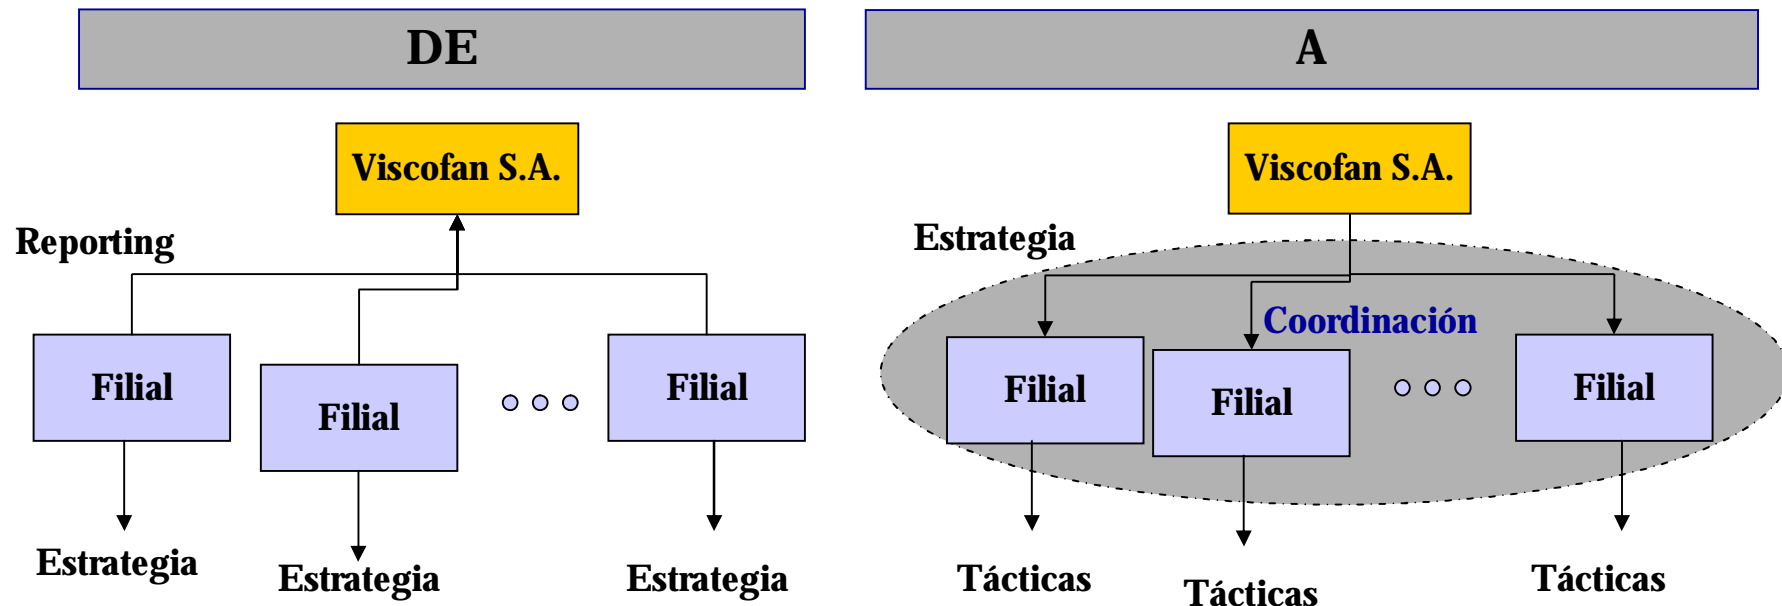 DE
Viscofan S.A.
Reporting
Filial
Filial
Filial
Estrategia
Estrategia
Estrategia
A
Viscofan S.A.
Estrategia
Coordinación
Filial
Filial
Filial
Tácticas
Tácticas
Tácticas